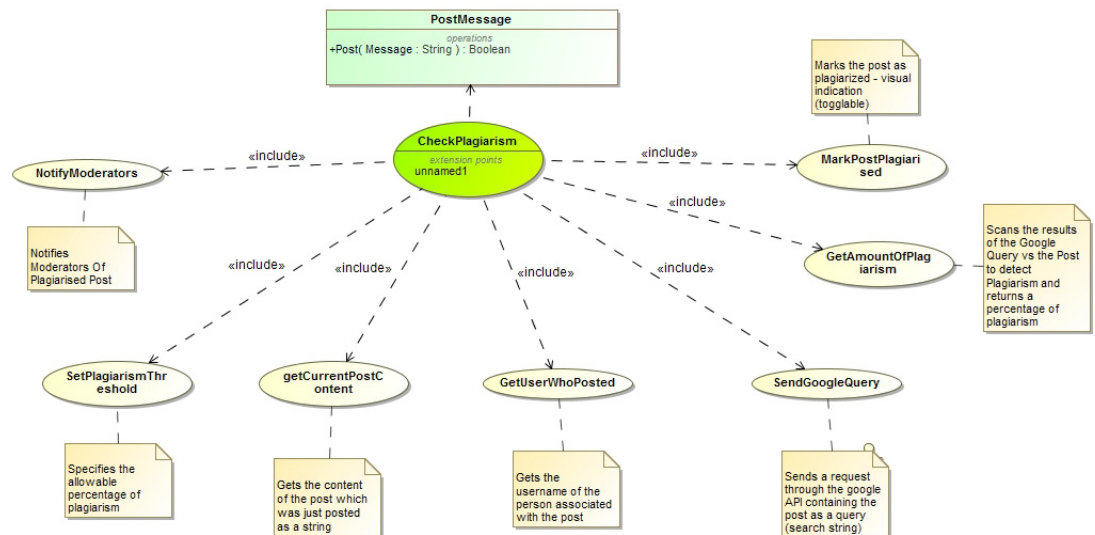 PostMessage
operations
+Post( Message : String ) : Boolean
Marks the post as
plagiarized - visual
indication
(togglable)
CheckPlagiarism
extension points
unnamed1
«include»
«include»
NotifyModerators
MarkPostPlagiari
sed
«include»
Notifies
Moderators Of
Plagiarised Post
GetAmountOfPlag
iarism
Scans the results
of the Google
Query vs the Post
to detect
Plagiarism and
returns a
percentage of
plagiarism
«include»
«include»
«include»
«include»
SetPlagiarismThr
eshold
getCurrentPostC
ontent
GetUserWhoPosted
SendGoogleQuery
Specifies the
allowable
percentage of
plagiarism
Gets the content
of the post which
was just posted
as a string
Gets the
username of the
person associated
with the post
Sends a request
through the google
API containing the
post as a query
(search string)